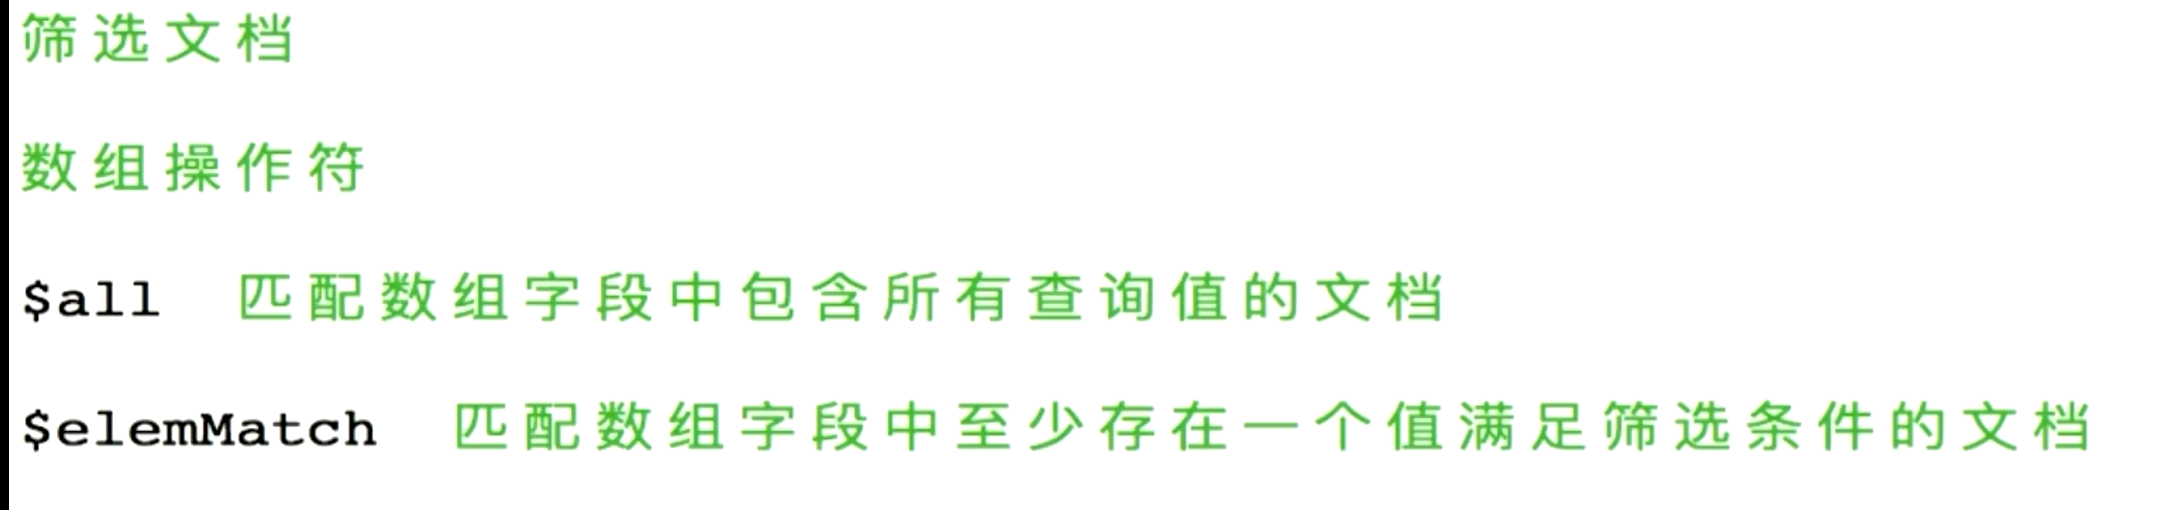 筛选文档
数组操作符
$all 匹配数组字段中包含所有查询值的文档
$elemMatch 匹配数组字段中至少存在一个值满足筛选条件的文档